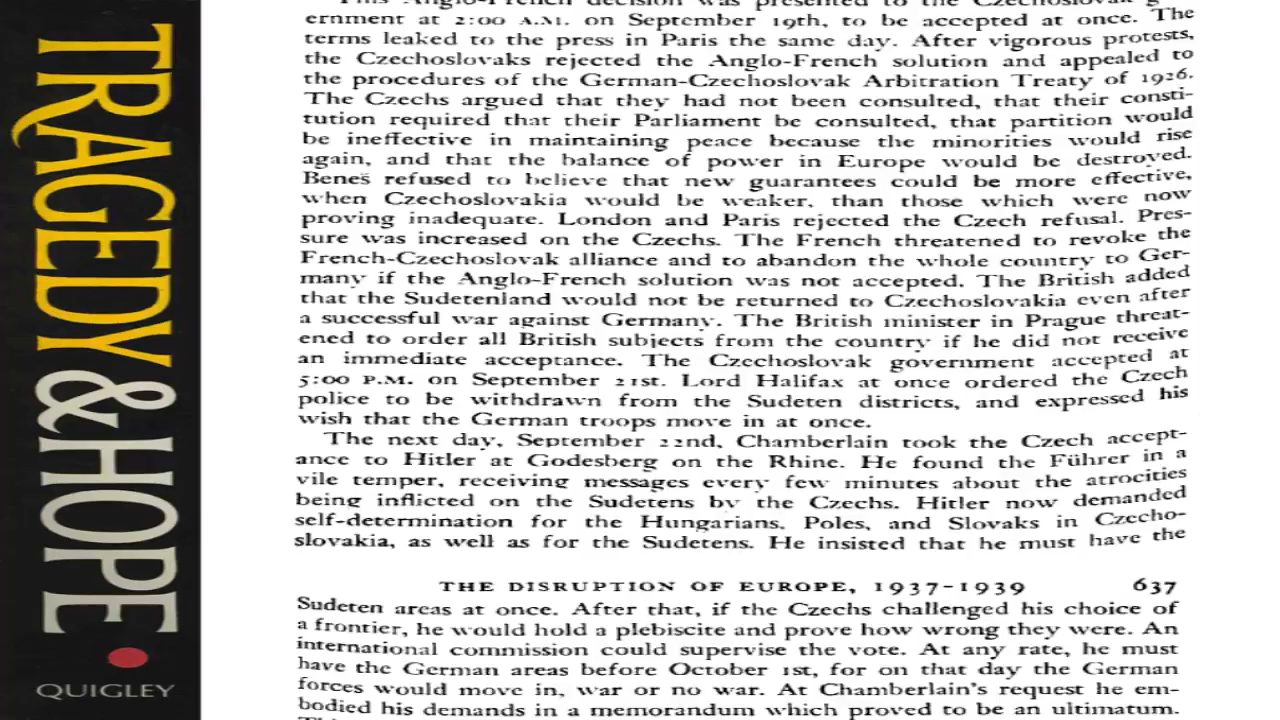 TRAGEDY & HOPE
QUIGLEY
This Anglo-French decision was presented to the Czechoslovak g
ernment at 2:00 A.M. on September 19th, to be accepted at once. The
terms leaked to the press in Paris the same day. After vigorous protests,
the Czechoslovaks rejected the Anglo-French solution and appealed to
the procedures of the German-Czechoslovak Arbitration Treaty of 1926.
The Czechs argued that they had not been consulted, that their consti-
tution required that their Parliament be consulted, that partition would
be ineffective in maintaining peace because the minorities would rise
again, and that the balance of power in Europe would be destroyed.
Beneš refused to believe that new guarantees could be more effective,
when Czechoslovakia would be weaker, than those which were now
proving inadequate. London and Paris rejected the Czech refusal. Pres-
sure was increased on the Czechs. The French threatened to revoke the
French-Czechoslovak alliance and to abandon the whole country to Ger-
many if the Anglo-French solution was not accepted. The British added
that the Sudetenland would not be returned to Czechoslovakia even after
a successful war against Germany. The British minister in Prague threat-
ened to order all British subjects from the country if he did not receive
an immediate acceptance. The Czechoslovak government accepted at
5:00 P.M. on September 21st. Lord Halifax at once ordered the Czech
police to be withdrawn from the Sudeten districts, and expressed his
wish that the German troops move in at once.
The next day, September 22nd, Chamberlain took the Czech accept-
ance to Hitler at Godesberg on the Rhine. He found the Führer in a
vile temper, receiving messages every few minutes about the atrocities
being inflicted on the Sudetens by the Czechs. Hitler now demanded
self-determination for the Hungarians, Poles, and Slovaks in Czecho-
slovakia, as well as for the Sudetens. He insisted that he must have the
THE DISRUPTION OF EUROPE, 1937-1939 637
Sudeten areas at once. After that, if the Czechs challenged his choice of
a frontier, he would hold a plebiscite and prove how wrong they were. An
international commission could supervise the vote. At any rate, he must
have the German areas before October 1st, for on that day the German
forces would move in, war or no war. At Chamberlain's request he em-
bodied his demands in a memorandum which proved to be an ultimatum.